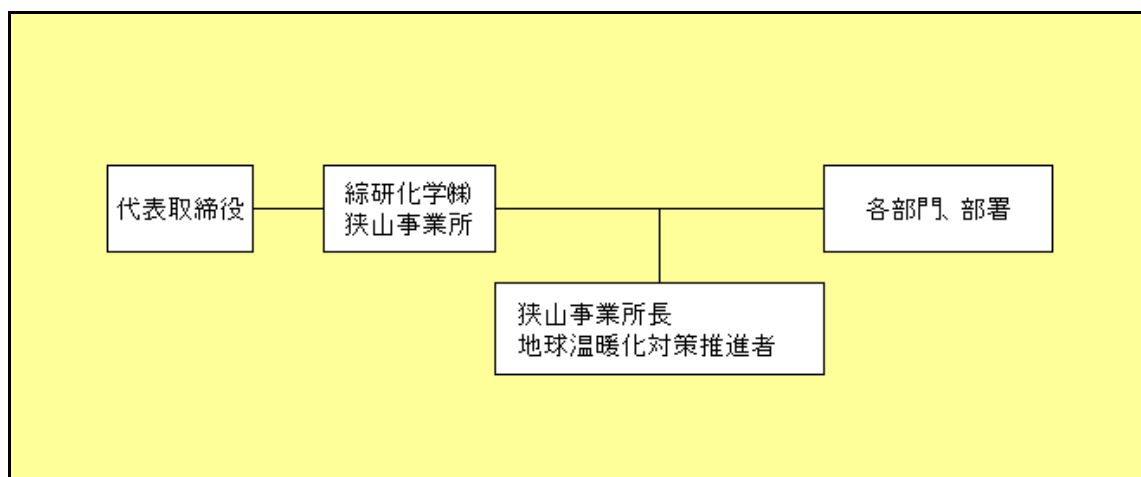 代表取締役
綜研化学㈱
狭山事業所
各部門、部署
狭山事業所長
地球温暖化対策推進者